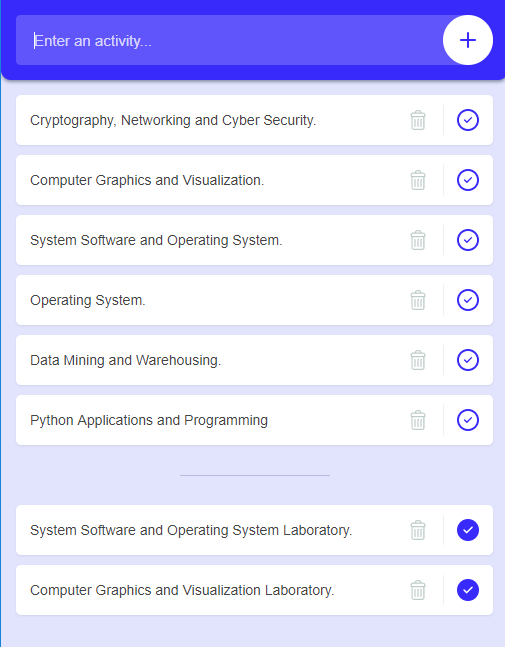 Enter an activity...
Cryptography, Networking and Cyber Security.
Computer Graphics and Visualization.
System Software and Operating System.
Operating System.
Data Mining and Warehousing.
Python Applications and Programming
System Software and Operating System Laboratory.
Computer Graphics and Visualization Laboratory.